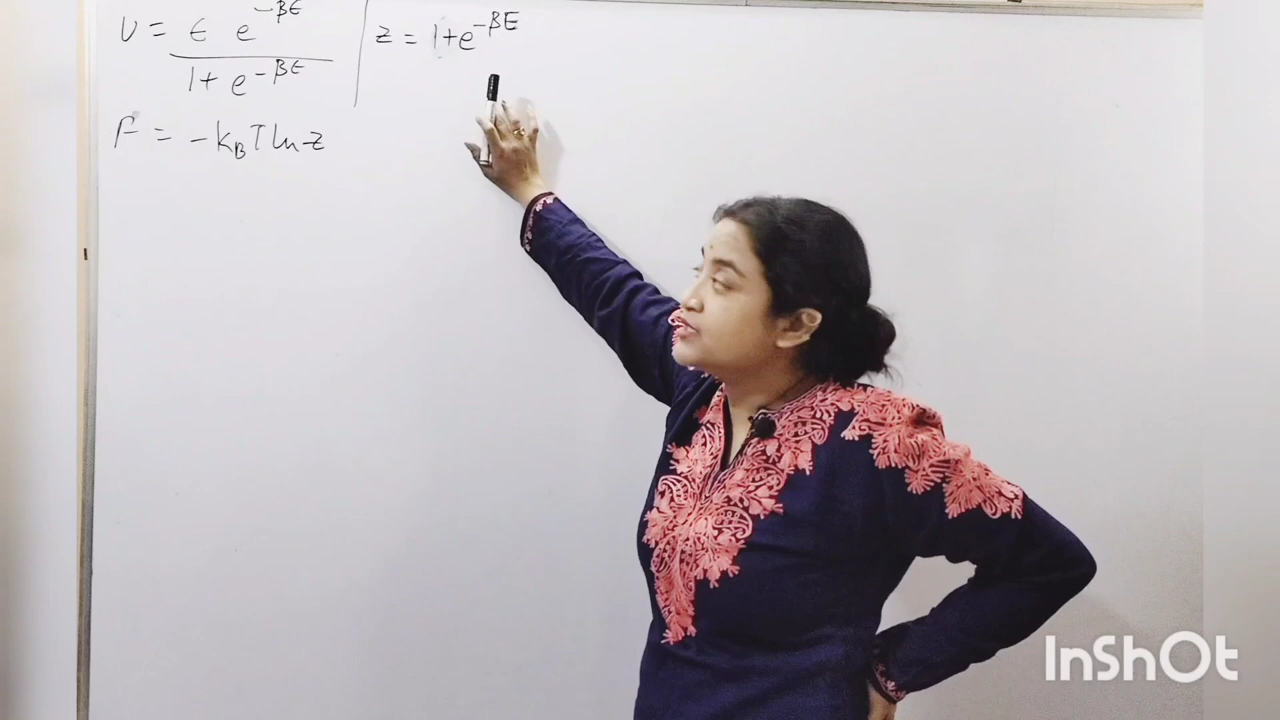 U = ϵ e^{-βϵ} / 1+ e^{-βϵ}
z = 1+e^{-βE}
F = -k_B T ln z
InShOt